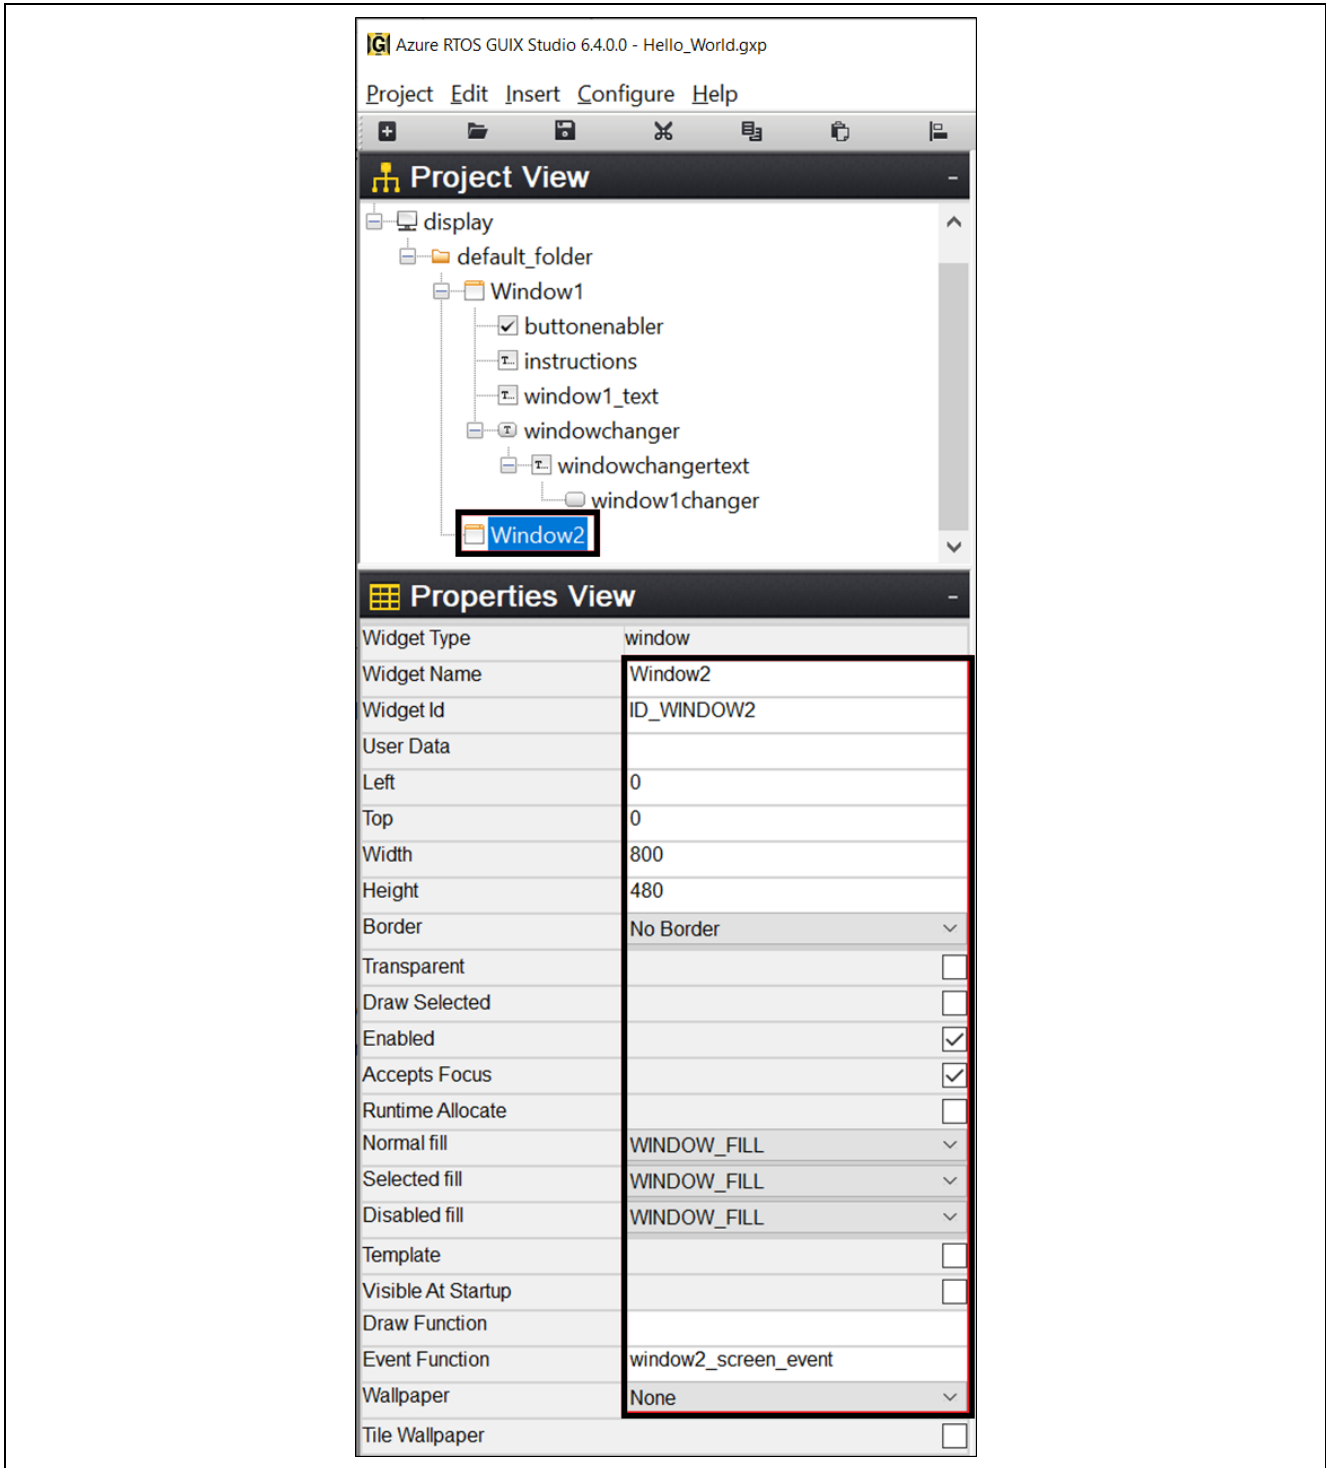 Azure RTOS GUIX Studio 6.4.0.0 - Hello_World.gxp
Project Edit Insert Configure Help
Project View
display
default_folder
Window1
buttonenabler
instructions
window1_text
windowchanger
windowchangertext
window1changer
Window2
Properties View
Widget Type window
Widget Name Window2
Widget Id ID_WINDOW2
User Data
Left 0
Top 0
Width 800
Height 480
Border No Border
Transparent
Draw Selected
Enabled
Accepts Focus
Runtime Allocate
Normal fill WINDOW_FILL
Selected fill WINDOW_FILL
Disabled fill WINDOW_FILL
Template
Visible At Startup
Draw Function
Event Function window2_screen_event
Wallpaper None
Tile Wallpaper